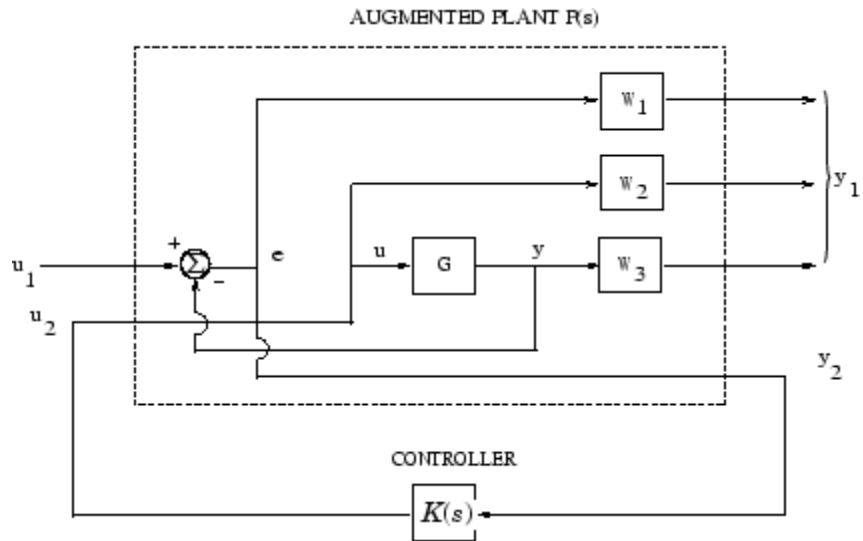 AUGMENTED PLANT P(s)
W1
W2
y1
+
Σ
−
e
u
G
y
W3
u1
u2
y2
CONTROLLER
K(s)